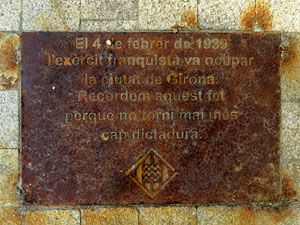 El 4 de febrer de 1939
l'exèrcit franquista va ocupar
la ciutat de Girona.
Recordem aquest fet
perquè no torni mai més
cap dictadura.